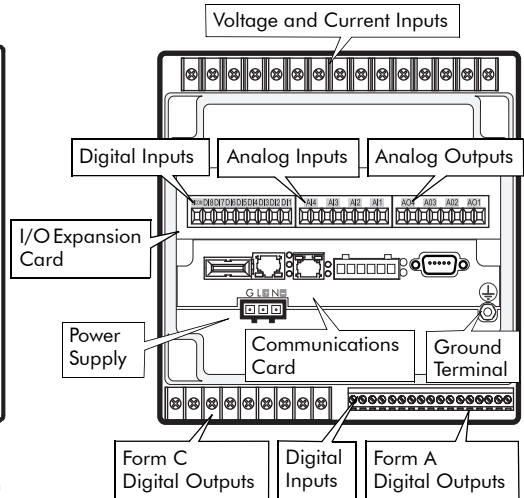 Voltage and Current Inputs
Digital Inputs
Analog Inputs
Analog Outputs
DI8 DI7 DI6 DI5 DI4 DI3 DI2 DI1
AI4 AI3 AI2 AI1
AO4 AO3 AO2 AO1
I/O Expansion
Card
G L N
Power
Supply
Communications
Card
Ground
Terminal
Form C
Digital Outputs
Digital
Inputs
Form A
Digital Outputs